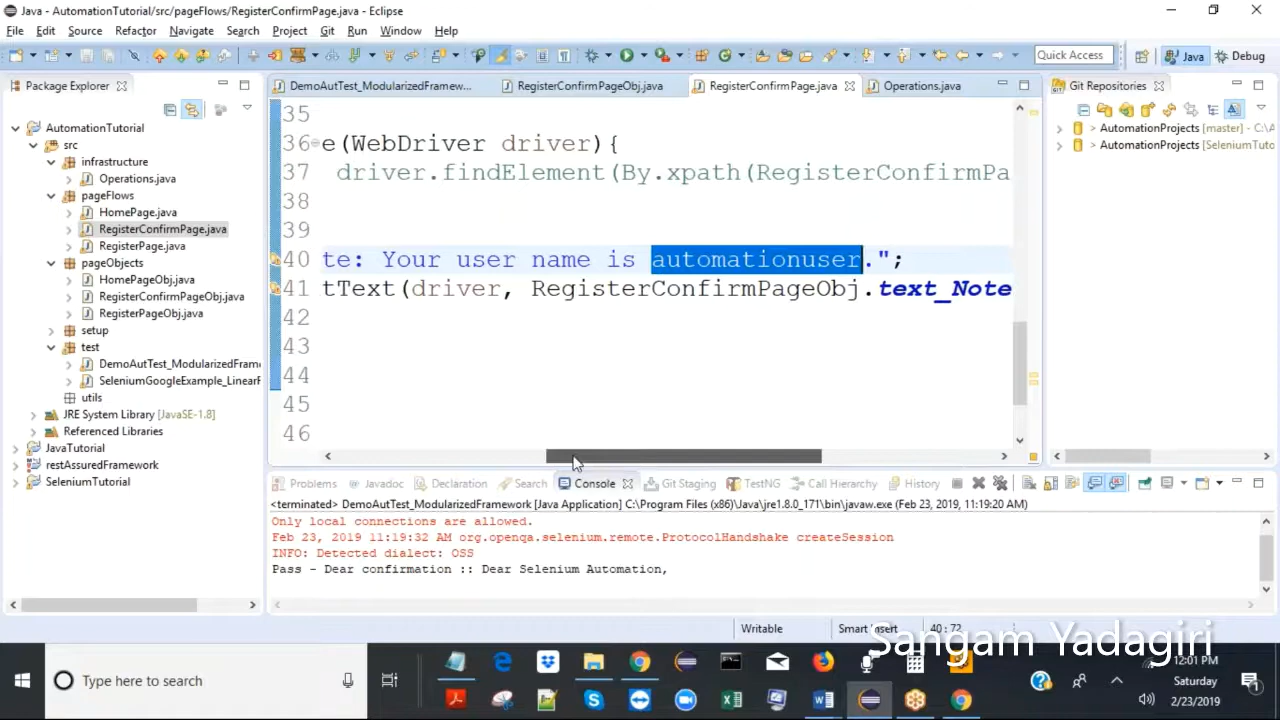 Java - AutomationTutorial/src/pageFlows/RegisterConfirmPage.java - Eclipse
File Edit Source Refactor Navigate Search Project Git Run Window Help
Quick Access Java Debug
Package Explorer
DemoAutTest_ModularizedFramew... RegisterConfirmPageObj.java RegisterConfirmPage.java Operations.java
Git Repositories
AutomationTutorial
src
infrastructure
Operations.java
pageFlows
HomePage.java
RegisterConfirmPage.java
RegisterPage.java
pageObjects
HomePageObj.java
RegisterConfirmPageObj.java
RegisterPageObj.java
setup
test
DemoAutTest_ModularizedFrame
SeleniumGoogleExample_LinearF
utils
JRE System Library [JavaSE-1.8]
Referenced Libraries
JavaTutorial
restAssuredFramework
SeleniumTutorial
35
36 e(WebDriver driver){
37 driver.findElement(By.xpath(RegisterConfirmPa
38
39
40 te: Your user name is automationuser.";
41 tText(driver, RegisterConfirmPageObj.text_Note
42
43
44
45
46
> AutomationProjects [master] - C:\A
> AutomationProjects [SeleniumTuto
Problems @ Javadoc Declaration Search Console Git Staging TestNG Call Hierarchy History
<terminated> DemoAutTest_ModularizedFramework [Java Application] C:\Program Files (x86)\Java\jre1.8.0_171\bin\javaw.exe (Feb 23, 2019, 11:19:20 AM)
Only local connections are allowed.
Feb 23, 2019 11:19:32 AM org.openqa.selenium.remote.ProtocolHandshake createSession
INFO: Detected dialect: OSS
Pass - Dear confirmation :: Dear Selenium Automation,
Writable Smart Insert 40 : 72
Sangam Yadagiri
Type here to search
12:01 PM
Saturday
2/23/2019